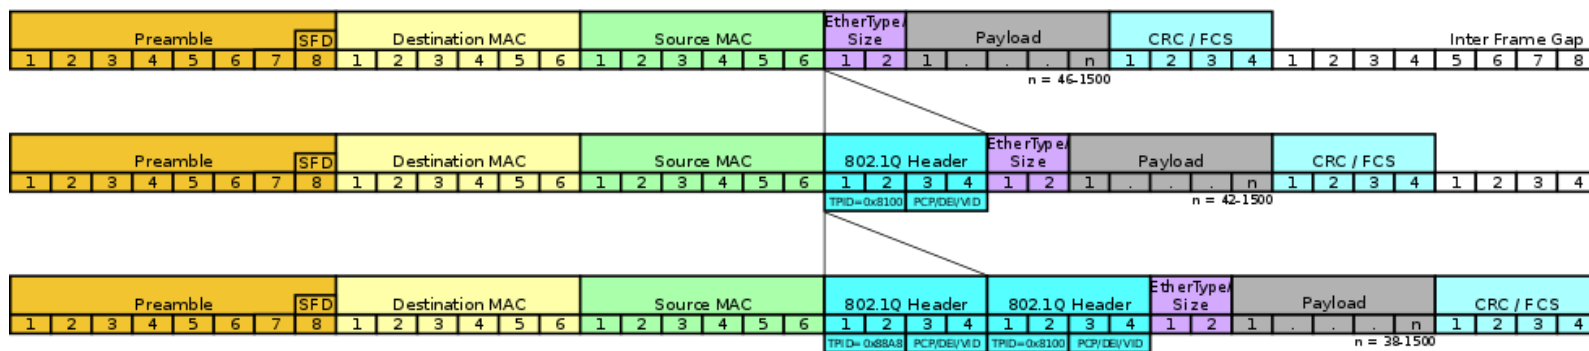 EtherType/
Preamble SFD Destination MAC Source MAC Size Payload CRC / FCS Inter Frame Gap
1 2 3 4 5 6 7 8 1 2 3 4 5 6 1 2 3 4 5 6 1 2 1 . . . n 1 2 3 4 1 2 3 4 5 6 7 8
n = 46-1500
EtherType/
Preamble SFD Destination MAC Source MAC 802.1Q Header Size Payload CRC / FCS
1 2 3 4 5 6 7 8 1 2 3 4 5 6 1 2 3 4 5 6 1 2 3 4 1 2 1 . . . n 1 2 3 4 1 2 3 4
TPID=0x8100 PCP/DEI/VID n = 42-1500
EtherType/
Preamble SFD Destination MAC Source MAC 802.1Q Header 802.1Q Header Size Payload CRC / FCS
1 2 3 4 5 6 7 8 1 2 3 4 5 6 1 2 3 4 5 6 1 2 3 4 1 2 3 4 1 2 1 . . . n 1 2 3 4
TPID=0x88A8 PCP/DEI/VID TPID=0x8100 PCP/DEI/VID n = 38-1500